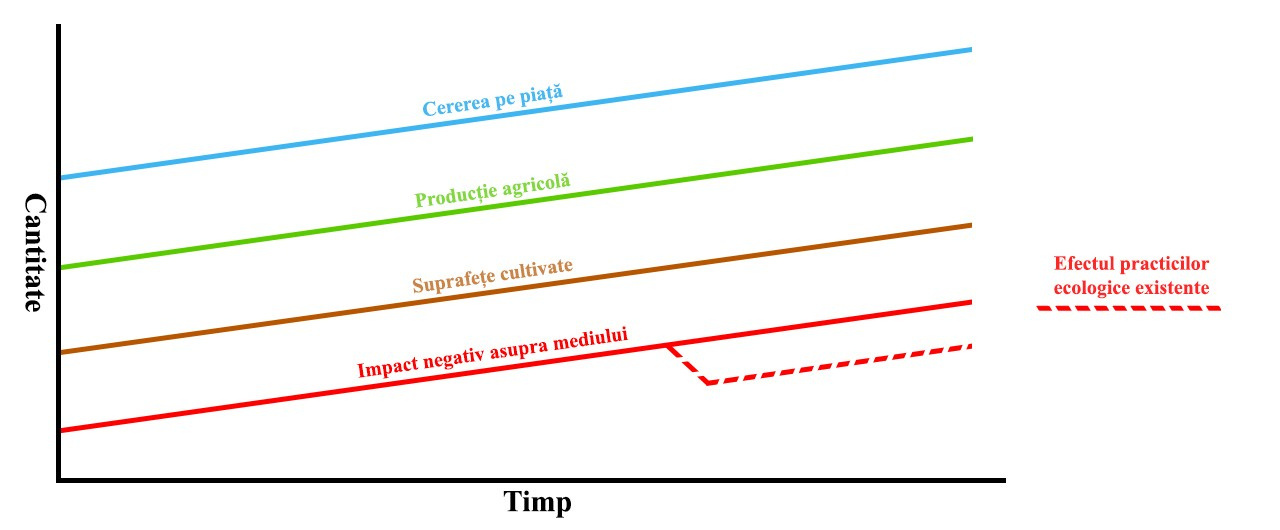 Cererea pe piață
Producție agricolă
Suprafețe cultivate
Impact negativ asupra mediului
Cantitate
Timp
Efectul practicilor
ecologice existente